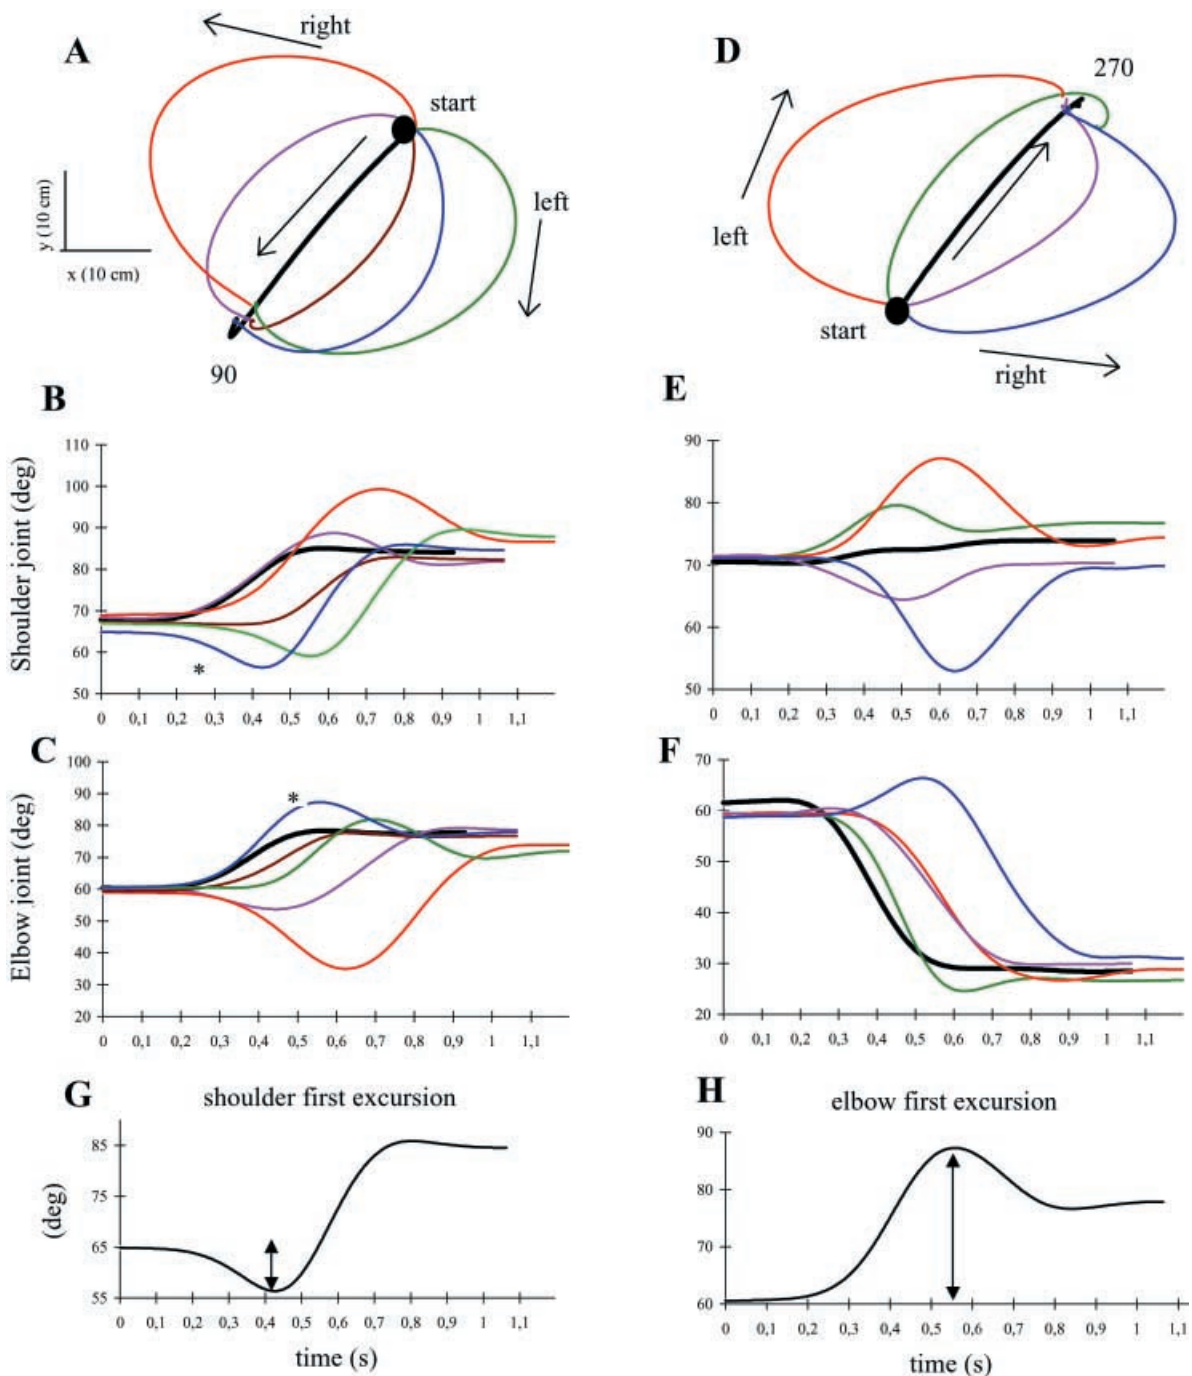 right
A
start
y (10 cm)
x (10 cm)
left
90
D
270
left
start
right
B
Shoulder joint (deg)
110
100
90
80
70
60
50
0 0,1 0,2 0,3 0,4 0,5 0,6 0,7 0,8 0,9 1 1,1
*
E
90
80
70
60
50
0 0,1 0,2 0,3 0,4 0,5 0,6 0,7 0,8 0,9 1 1,1
C
Elbow joint (deg)
100
90
80
70
60
50
40
30
20
0 0,1 0,2 0,3 0,4 0,5 0,6 0,7 0,8 0,9 1 1,1
*
F
70
60
50
40
30
20
0 0,1 0,2 0,3 0,4 0,5 0,6 0,7 0,8 0,9 1 1,1
G
shoulder first excursion
(deg)
85
75
65
55
0 0,1 0,2 0,3 0,4 0,5 0,6 0,7 0,8 0,9 1 1,1
time (s)
H
elbow first excursion
90
80
70
60
0 0,1 0,2 0,3 0,4 0,5 0,6 0,7 0,8 0,9 1 1,1
time (s)